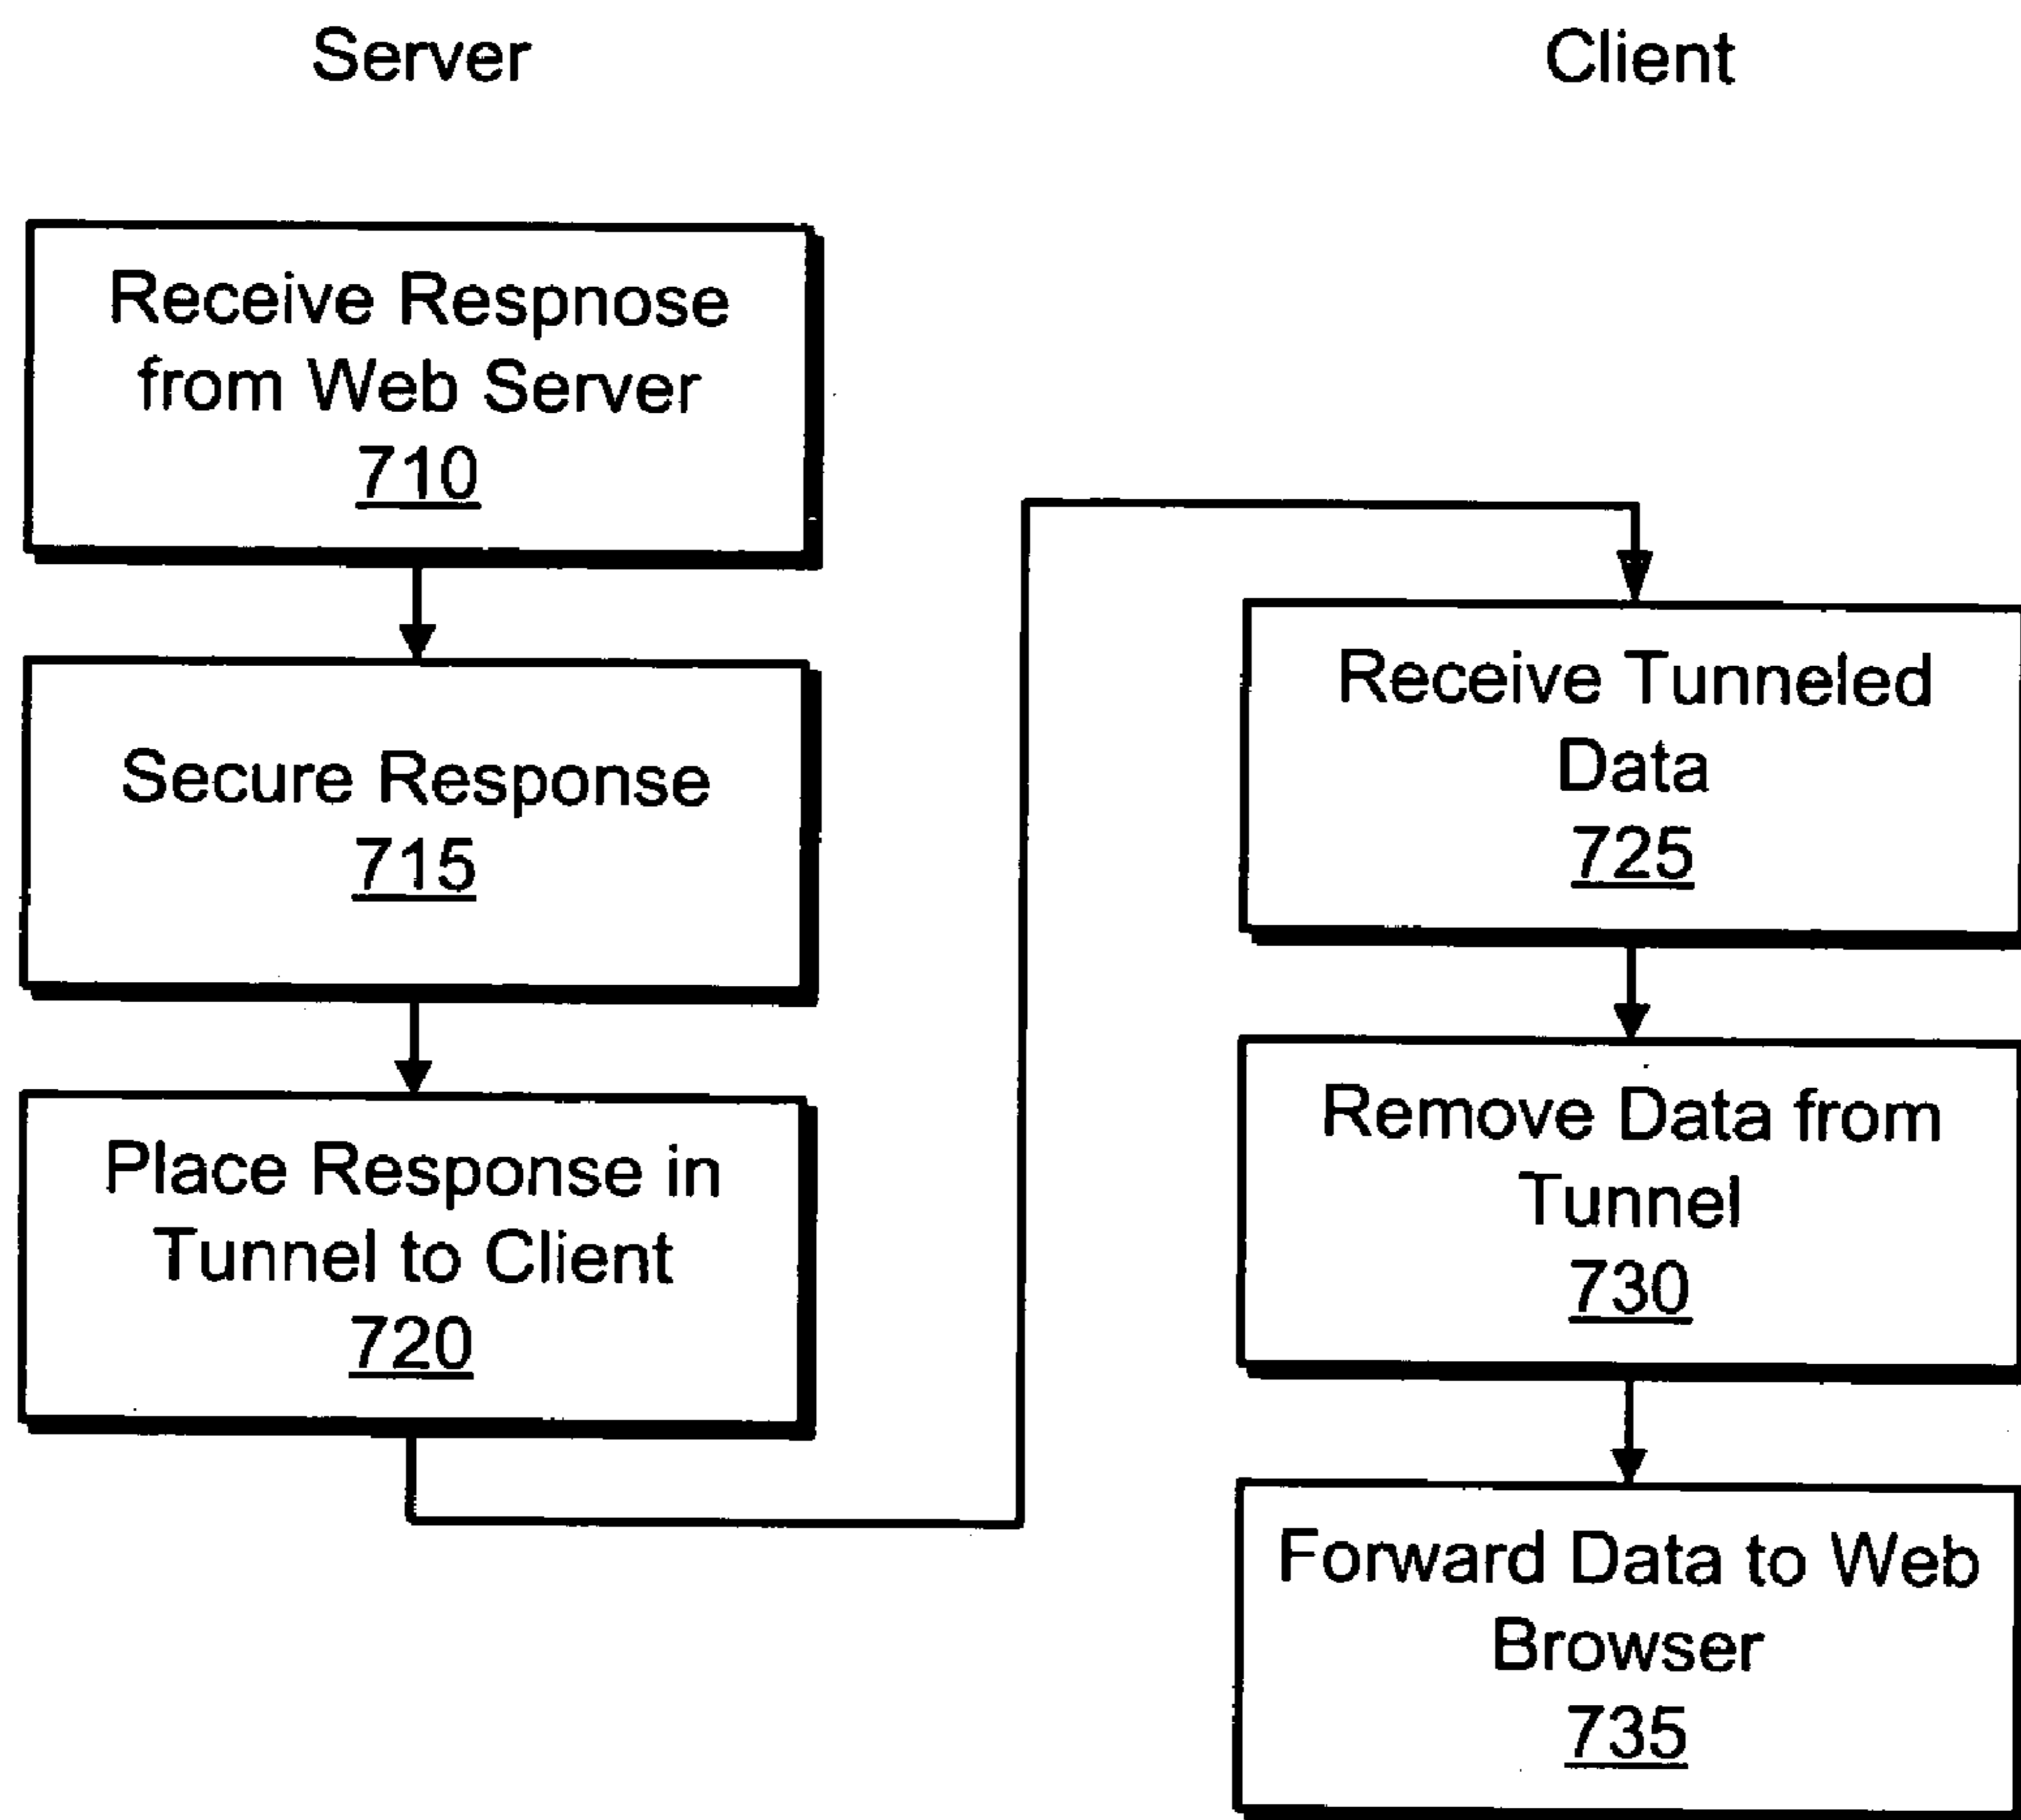 Server
Client
Receive Respnose
from Web Server
710
Secure Response
715
Place Response in
Tunnel to Client
720
Receive Tunneled
Data
725
Remove Data from
Tunnel
730
Forward Data to Web
Browser
735